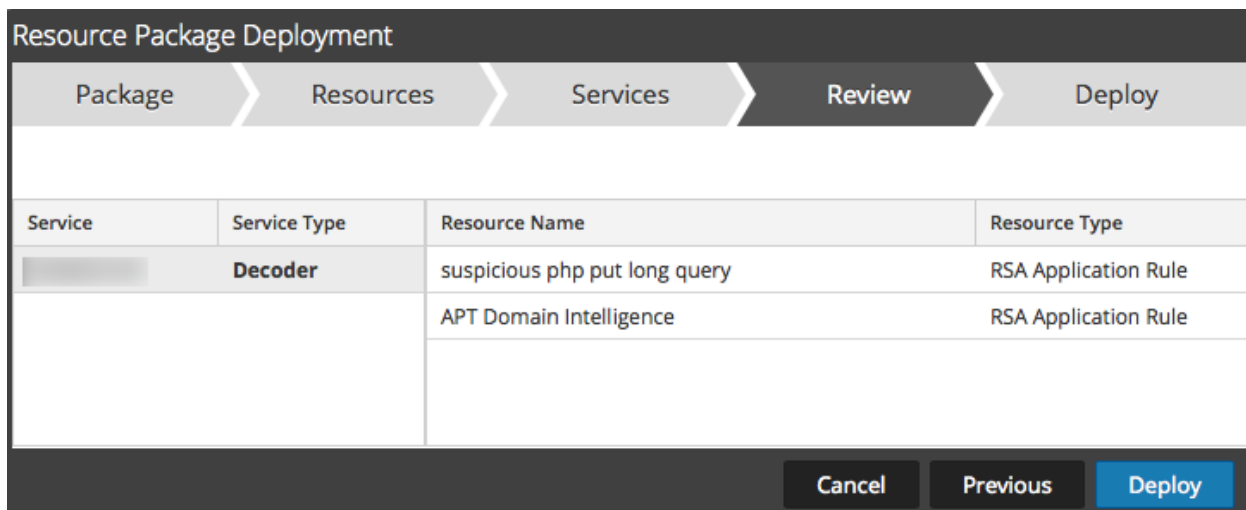 Resource Package Deployment
Package Resources Services Review Deploy
Service Service Type Resource Name Resource Type
Decoder suspicious php put long query RSA Application Rule
APT Domain Intelligence RSA Application Rule
Cancel Previous Deploy